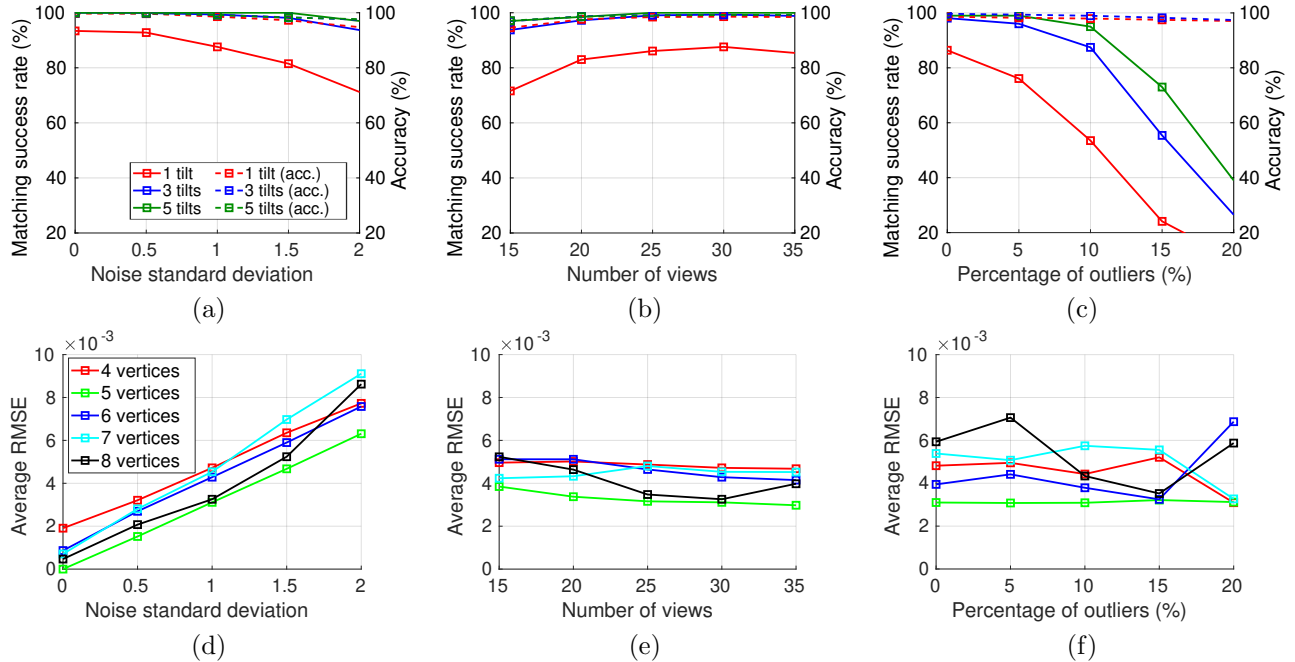 Matching success rate (%)
100
80
60
40
20
1 tilt
3 tilts
5 tilts
1 tilt (acc.)
3 tilts (acc.)
5 tilts (acc.)
100
80
60
40
20
Accuracy (%)
0 0.5 1 1.5 2
Noise standard deviation
(a)
Matching success rate (%)
100
80
60
40
20
100
80
60
40
20
Accuracy (%)
15 20 25 30 35
Number of views
(b)
Matching success rate (%)
100
80
60
40
20
100
80
60
40
20
Accuracy (%)
0 5 10 15 20
Percentage of outliers (%)
(c)
×10 -3
Average RMSE
10
8
6
4
2
0
4 vertices
5 vertices
6 vertices
7 vertices
8 vertices
0 0.5 1 1.5 2
Noise standard deviation
(d)
×10 -3
Average RMSE
10
8
6
4
2
0
15 20 25 30 35
Number of views
(e)
×10 -3
Average RMSE
10
8
6
4
2
0
0 5 10 15 20
Percentage of outliers (%)
(f)